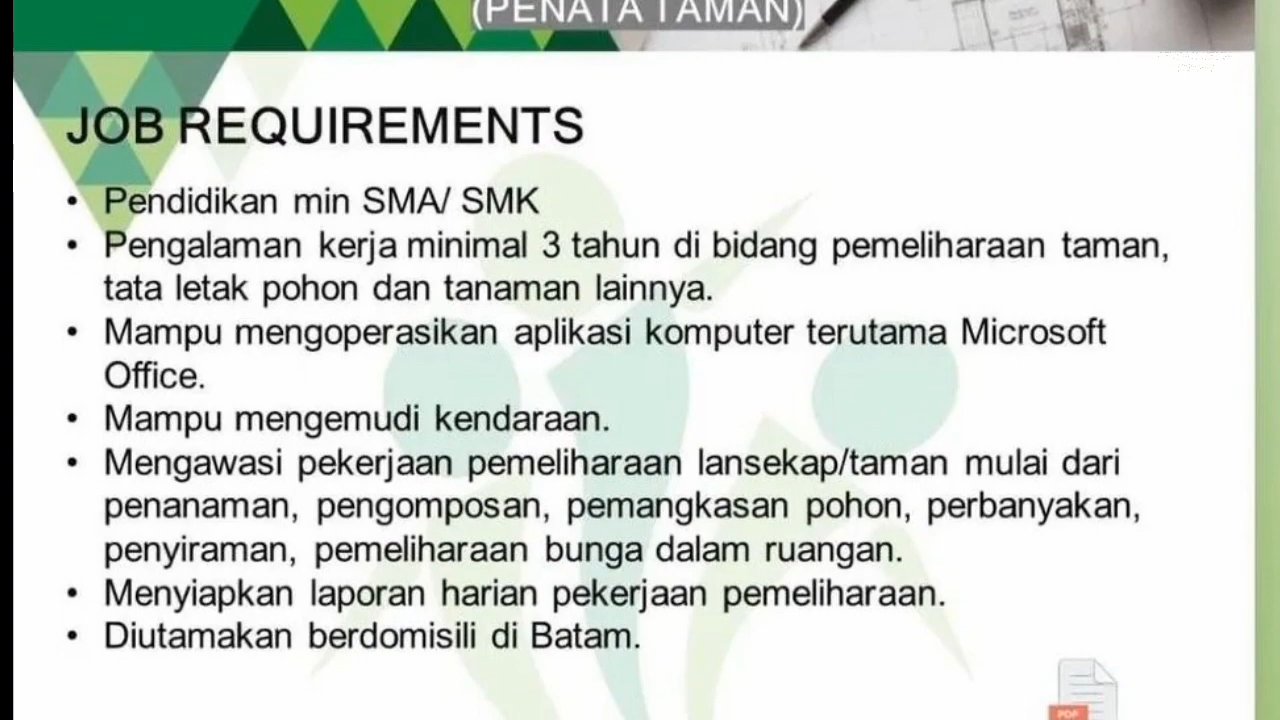 (PENATA TAMAN)
JOB REQUIREMENTS
• Pendidikan min SMA/ SMK
• Pengalaman kerja minimal 3 tahun di bidang pemeliharaan taman,
tata letak pohon dan tanaman lainnya.
• Mampu mengoperasikan aplikasi komputer terutama Microsoft
Office.
• Mampu mengemudi kendaraan.
• Mengawasi pekerjaan pemeliharaan lansekap/taman mulai dari
penanaman, pengomposan, pemangkasan pohon, perbanyakan,
penyiraman, pemeliharaan bunga dalam ruangan.
• Menyiapkan laporan harian pekerjaan pemeliharaan.
• Diutamakan berdomisili di Batam.
PDF